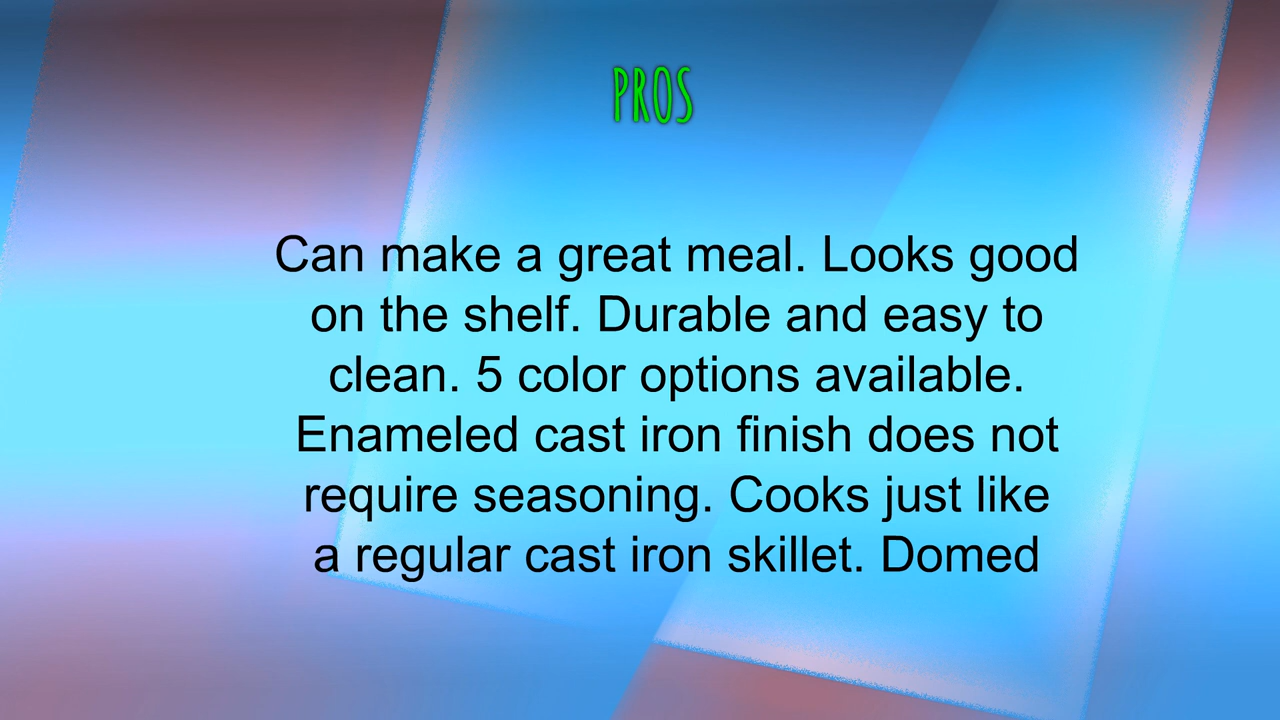 PROS
Can make a great meal. Looks good
on the shelf. Durable and easy to
clean. 5 color options available.
Enameled cast iron finish does not
require seasoning. Cooks just like
a regular cast iron skillet. Domed